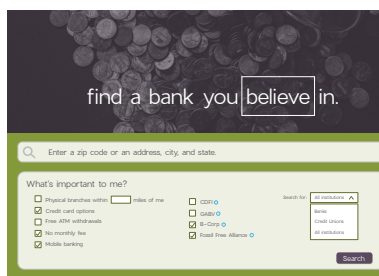 find a bank you believe in.
Enter a zip code or an address, city, and state.
What's important to me?
Physical branches within miles of me
Credit card options
Free ATM withdrawals
No monthly fee
Mobile banking
CDFI
GABV
B-Corp
Fossil Free Alliance
Search for: All institutions
Banks
Credit Unions
All institutions
Search